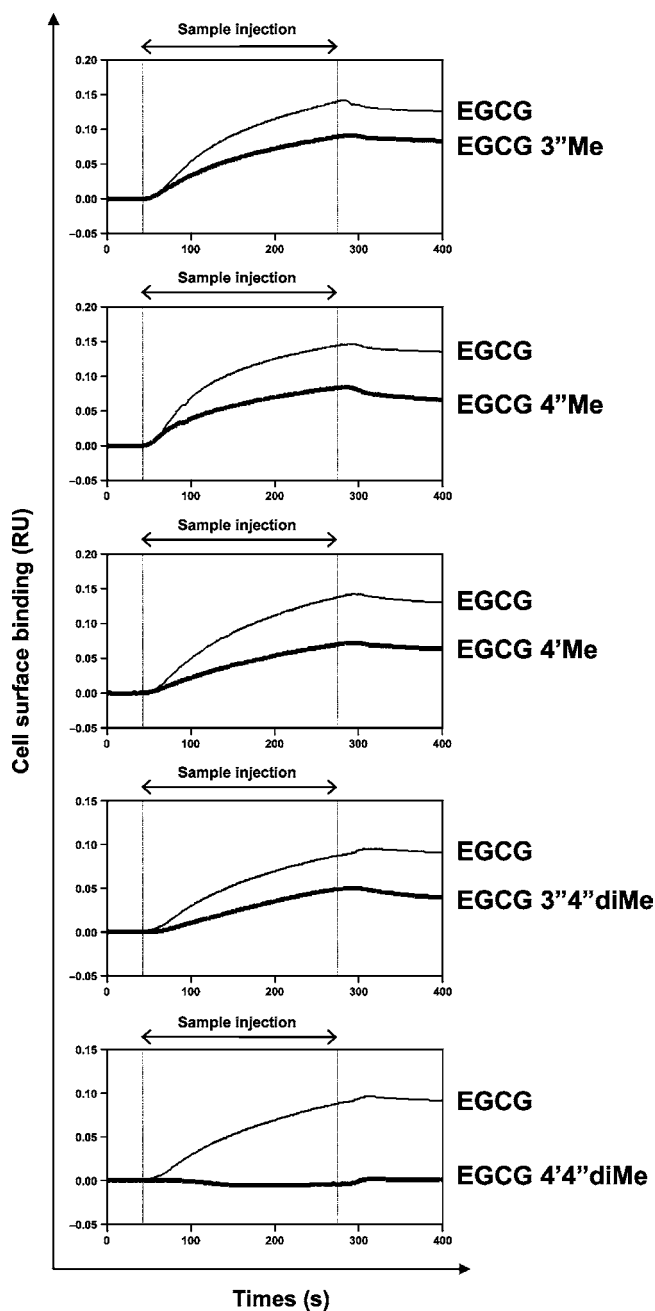 Cell surface binding (RU)
Sample injection
0.20
0.15
0.10
0.05
0.00
–0.05
0 100 200 300 400
EGCG
EGCG 3”Me
Sample injection
0.20
0.15
0.10
0.05
0.00
–0.05
0 100 200 300 400
EGCG
EGCG 4”Me
Sample injection
0.20
0.15
0.10
0.05
0.00
–0.05
0 100 200 300 400
EGCG
EGCG 4’Me
Sample injection
0.15
0.10
0.05
0.00
–0.05
0 100 200 300 400
EGCG
EGCG 3”4”diMe
Sample injection
0.15
0.10
0.05
0.00
–0.05
0 100 200 300 400
EGCG
EGCG 4’4”diMe
Times (s)